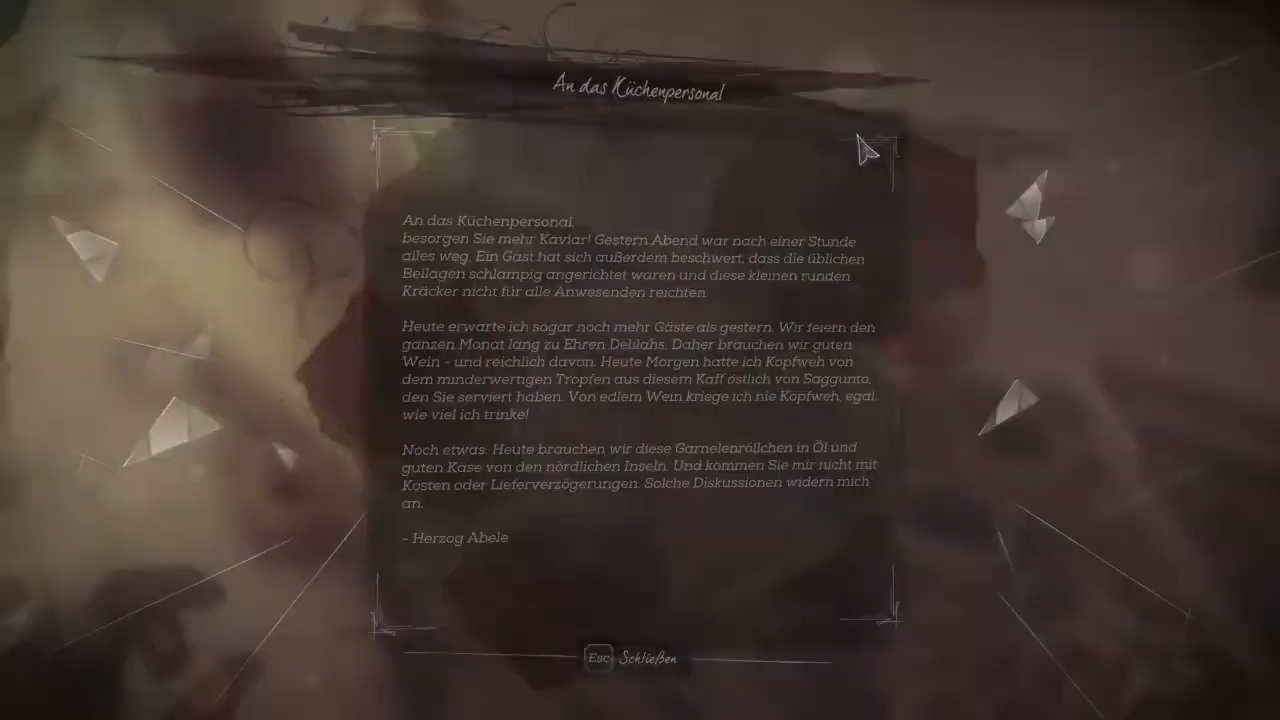 An das Küchenpersonal
An das Küchenpersonal,
besorgen Sie mehr Kaviar! Gestern Abend war nach einer Stunde
alles weg. Ein Gast hat sich außerdem beschwert, dass die üblichen
Beilagen schlampig angerichtet waren und diese kleinen runden
Kräcker nicht für alle Anwesenden reichten.
Heute erwarte ich sogar noch mehr Gäste als gestern. Wir feiern den
ganzen Monat lang zu Ehren Delilahs. Daher brauchen wir guten
Wein - und reichlich davon. Heute Morgen hatte ich Kopfweh von
dem minderwertigen Tropfen aus diesem Kaff östlich von Saggunto,
den Sie serviert haben. Von edlem Wein kriege ich nie Kopfweh, egal,
wie viel ich trinke!
Noch etwas: Heute brauchen wir diese Garnelenröllchen in Öl und
guten Käse von den nördlichen Inseln. Und kommen Sie mir nicht mit
Kosten oder Lieferverzögerungen. Solche Diskussionen widern mich
an.
- Herzog Abele
Esc Schließen